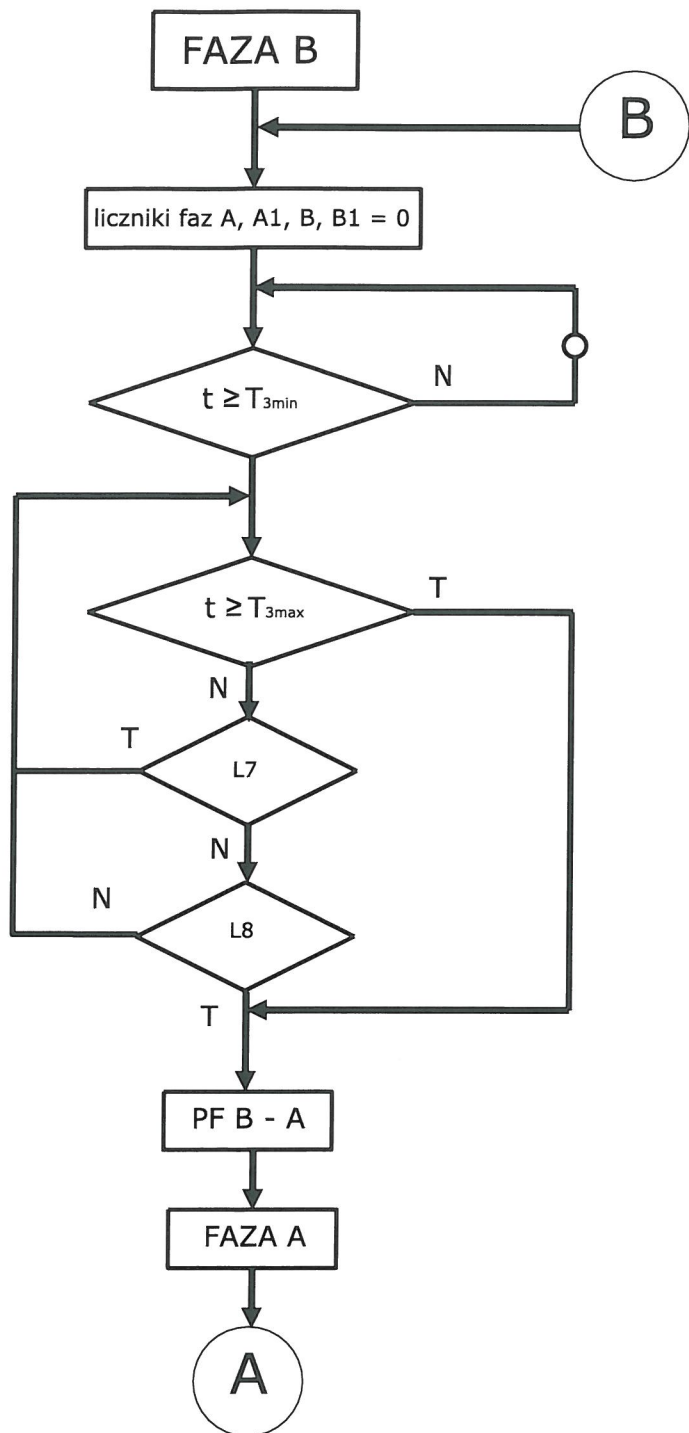 FAZA B
B
liczniki faz A, A1, B, B1 = 0
N
t ≥ T3min
T
t ≥ T3max
N
T
L7
N
N
L8
T
PF B - A
FAZA A
A